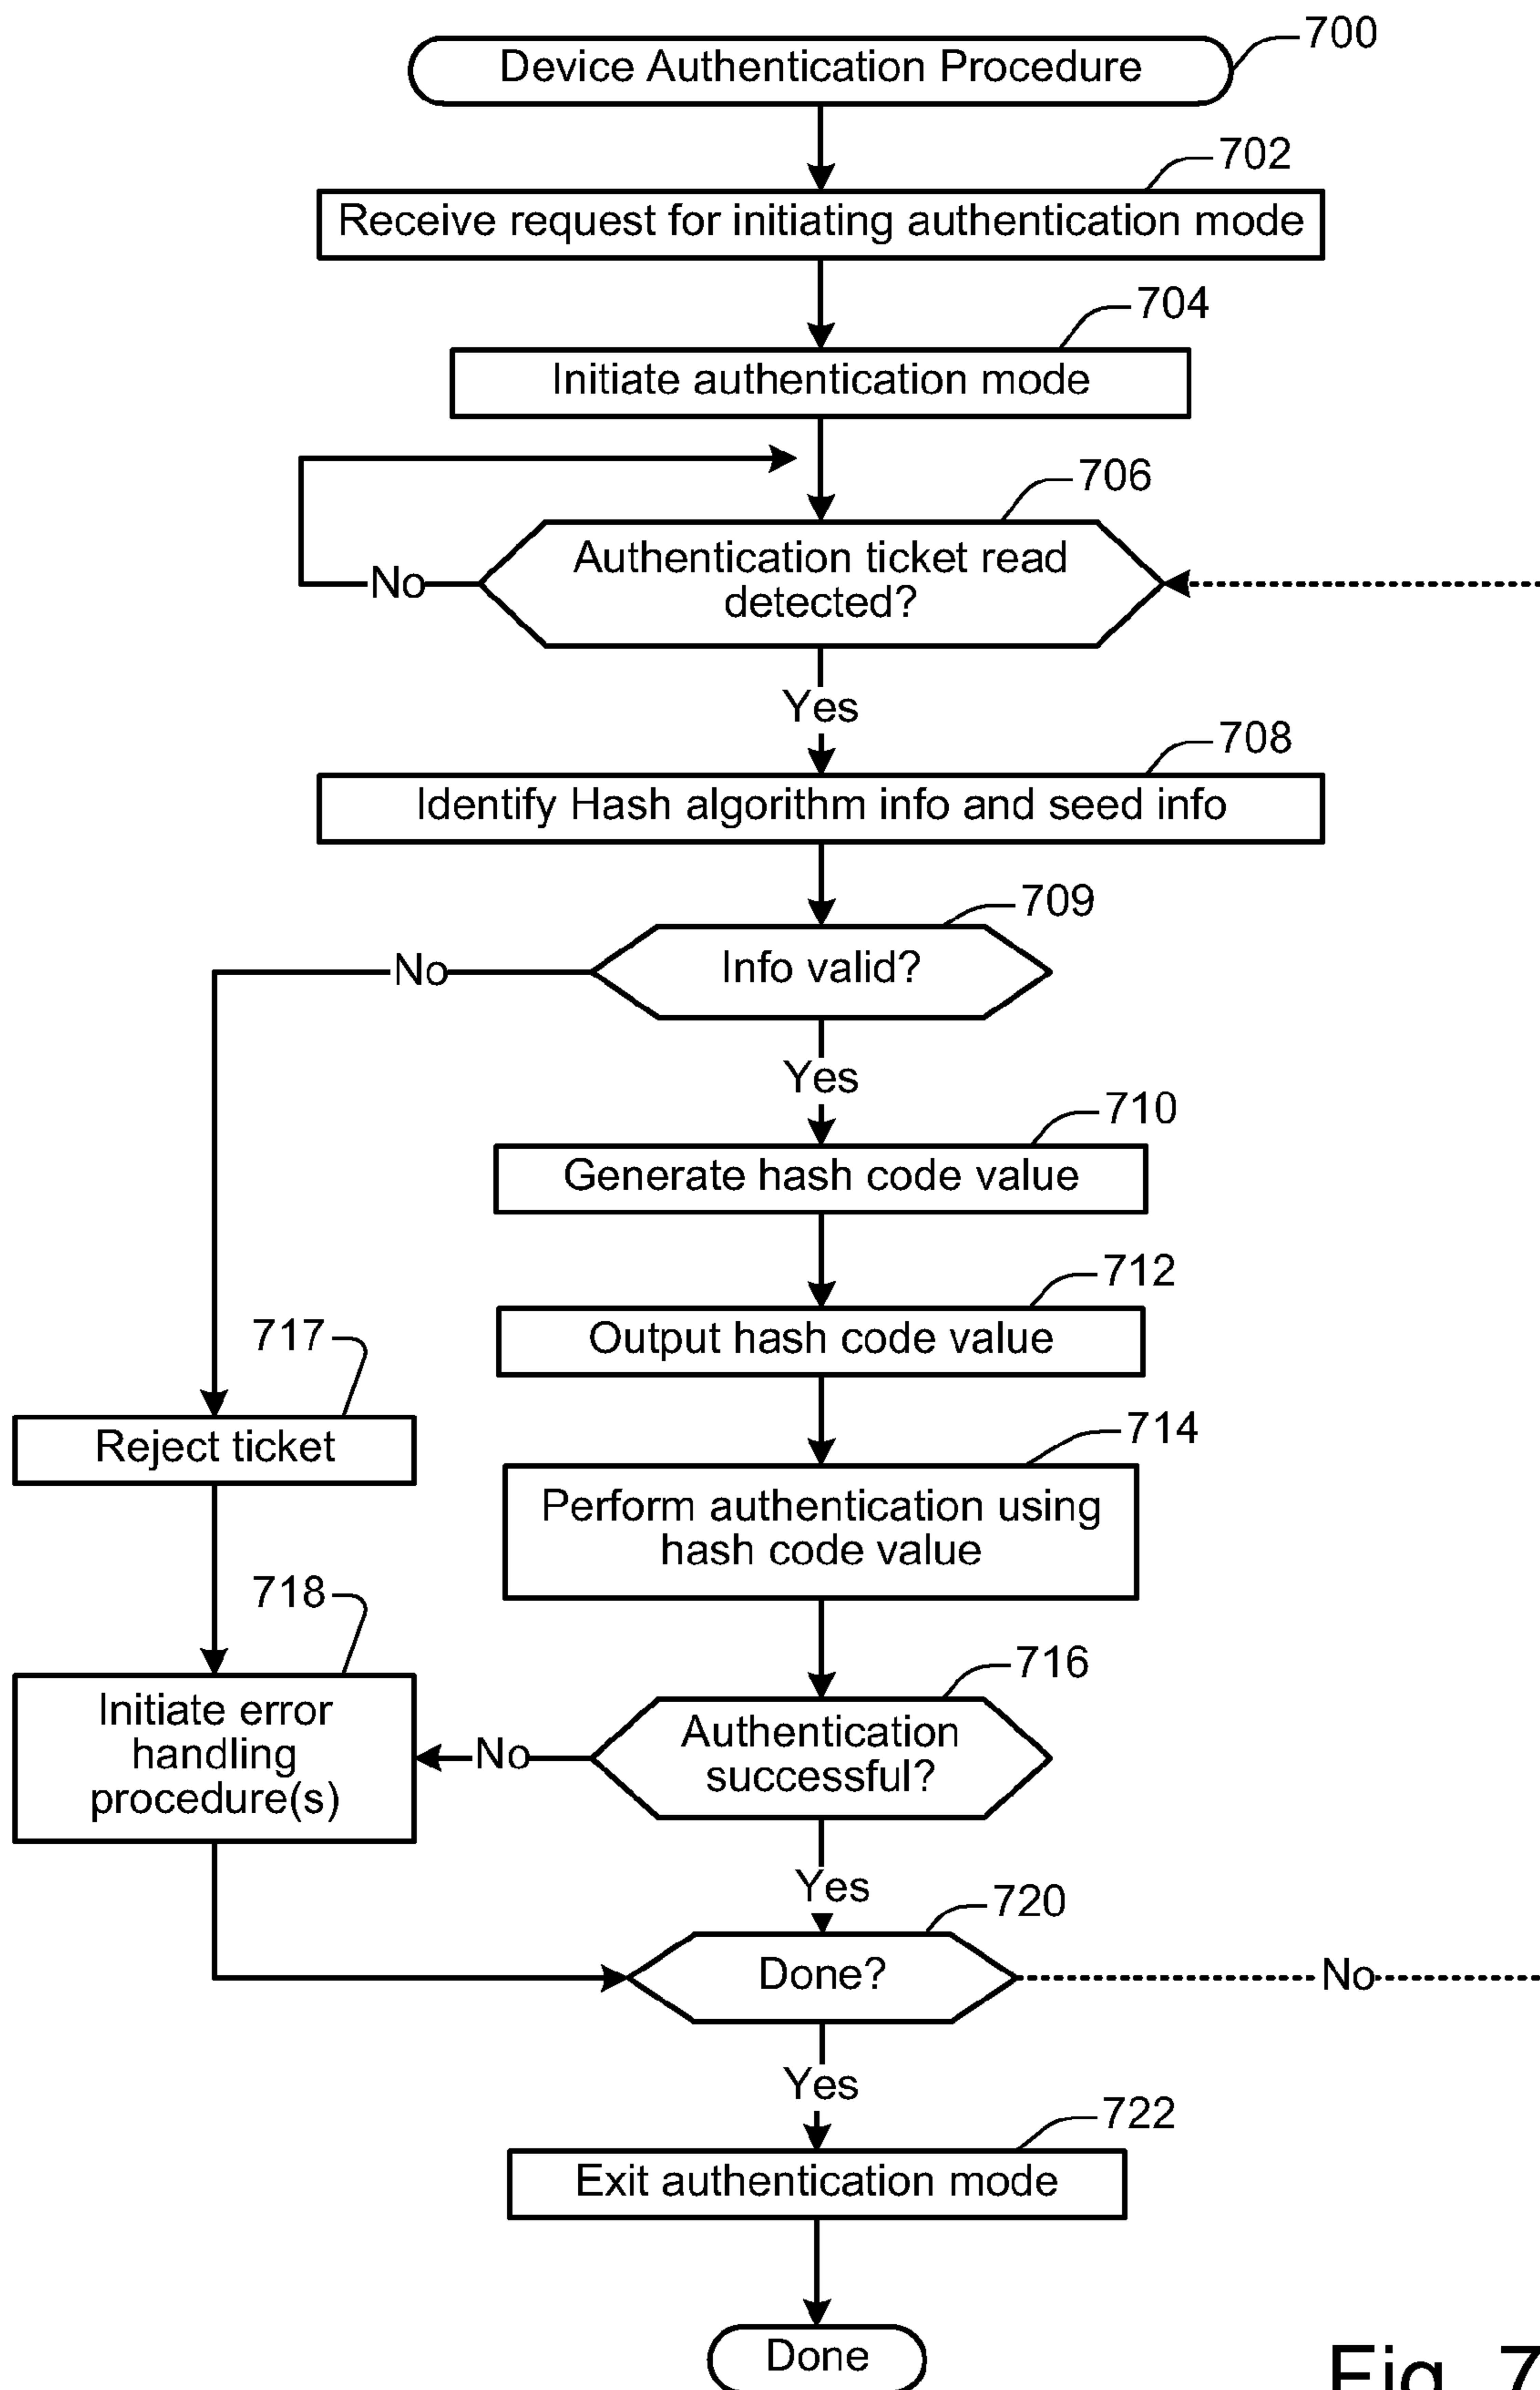 700
Device Authentication Procedure
702
Receive request for initiating authentication mode
704
Initiate authentication mode
706
Authentication ticket read
detected?
No
Yes
708
Identify Hash algorithm info and seed info
709
Info valid?
No
Yes
710
Generate hash code value
712
Output hash code value
717
Reject ticket
714
Perform authentication using
hash code value
718
Initiate error
handling
procedure(s)
716
Authentication
successful?
No
Yes
720
Done?
No
Yes
722
Exit authentication mode
Done
Fig. 7